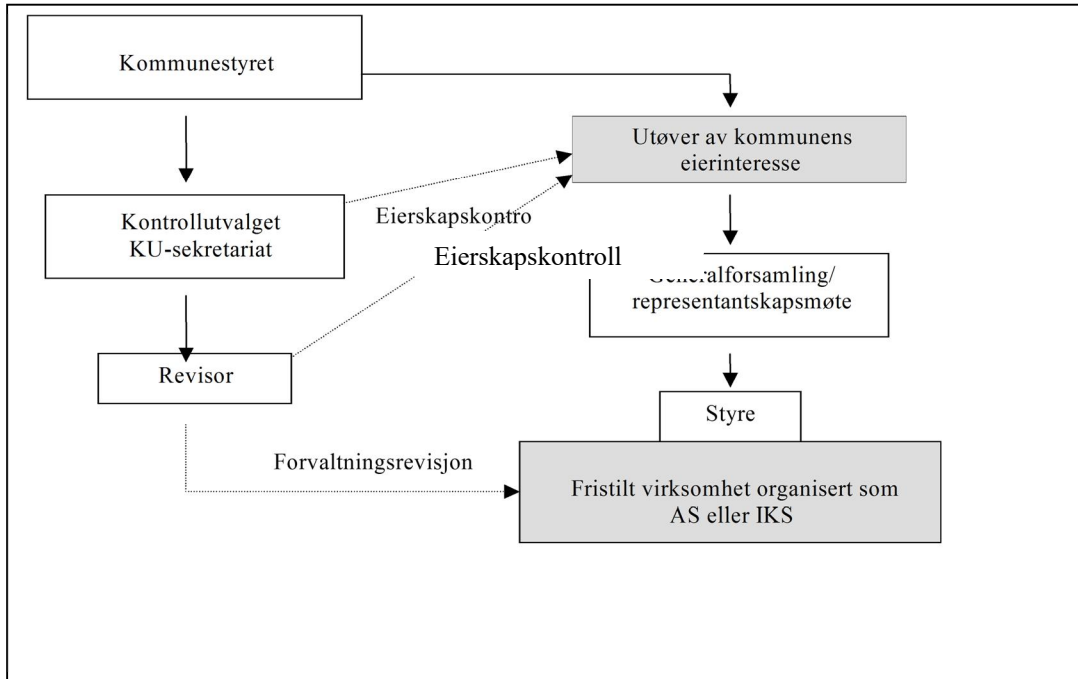 Kommunestyret
Utøver av kommunens
eierinteresse
Kontrollutvalget
KU-sekretariat
Eierskapskontro
Eierskapskontroll
Generalforsamling/
representantskapsmøte
Revisor
Styre
Forvaltningsrevisjon
Fristilt virksomhet organisert som
AS eller IKS